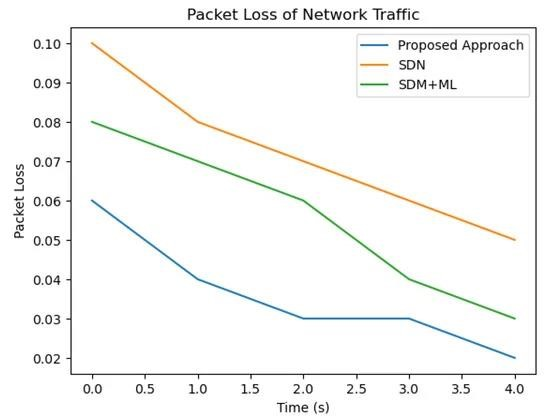 Packet Loss of Network Traffic
Proposed Approach
SDN
SDM+ML
Packet Loss
0.10
0.09
0.08
0.07
0.06
0.05
0.04
0.03
0.02
0.0 0.5 1.0 1.5 2.0 2.5 3.0 3.5 4.0
Time (s)